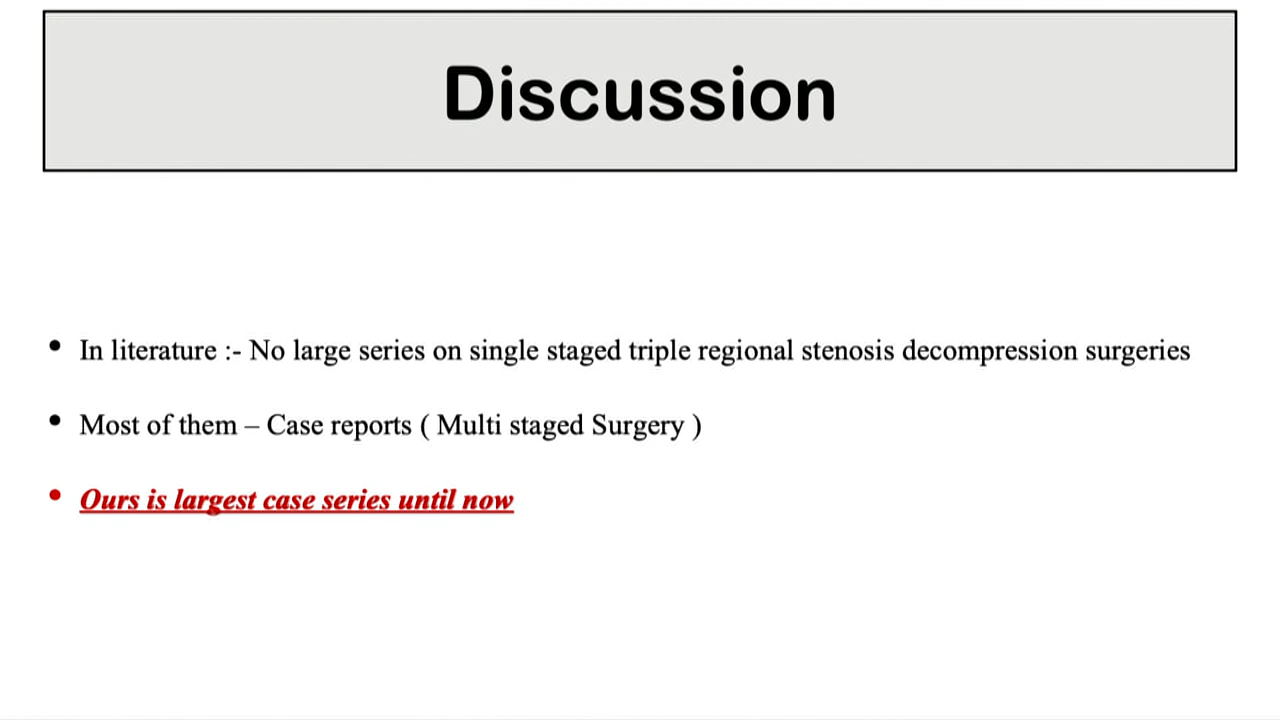 Discussion
• In literature :- No large series on single staged triple regional stenosis decompression surgeries
• Most of them – Case reports ( Multi staged Surgery )
• Ours is largest case series until now